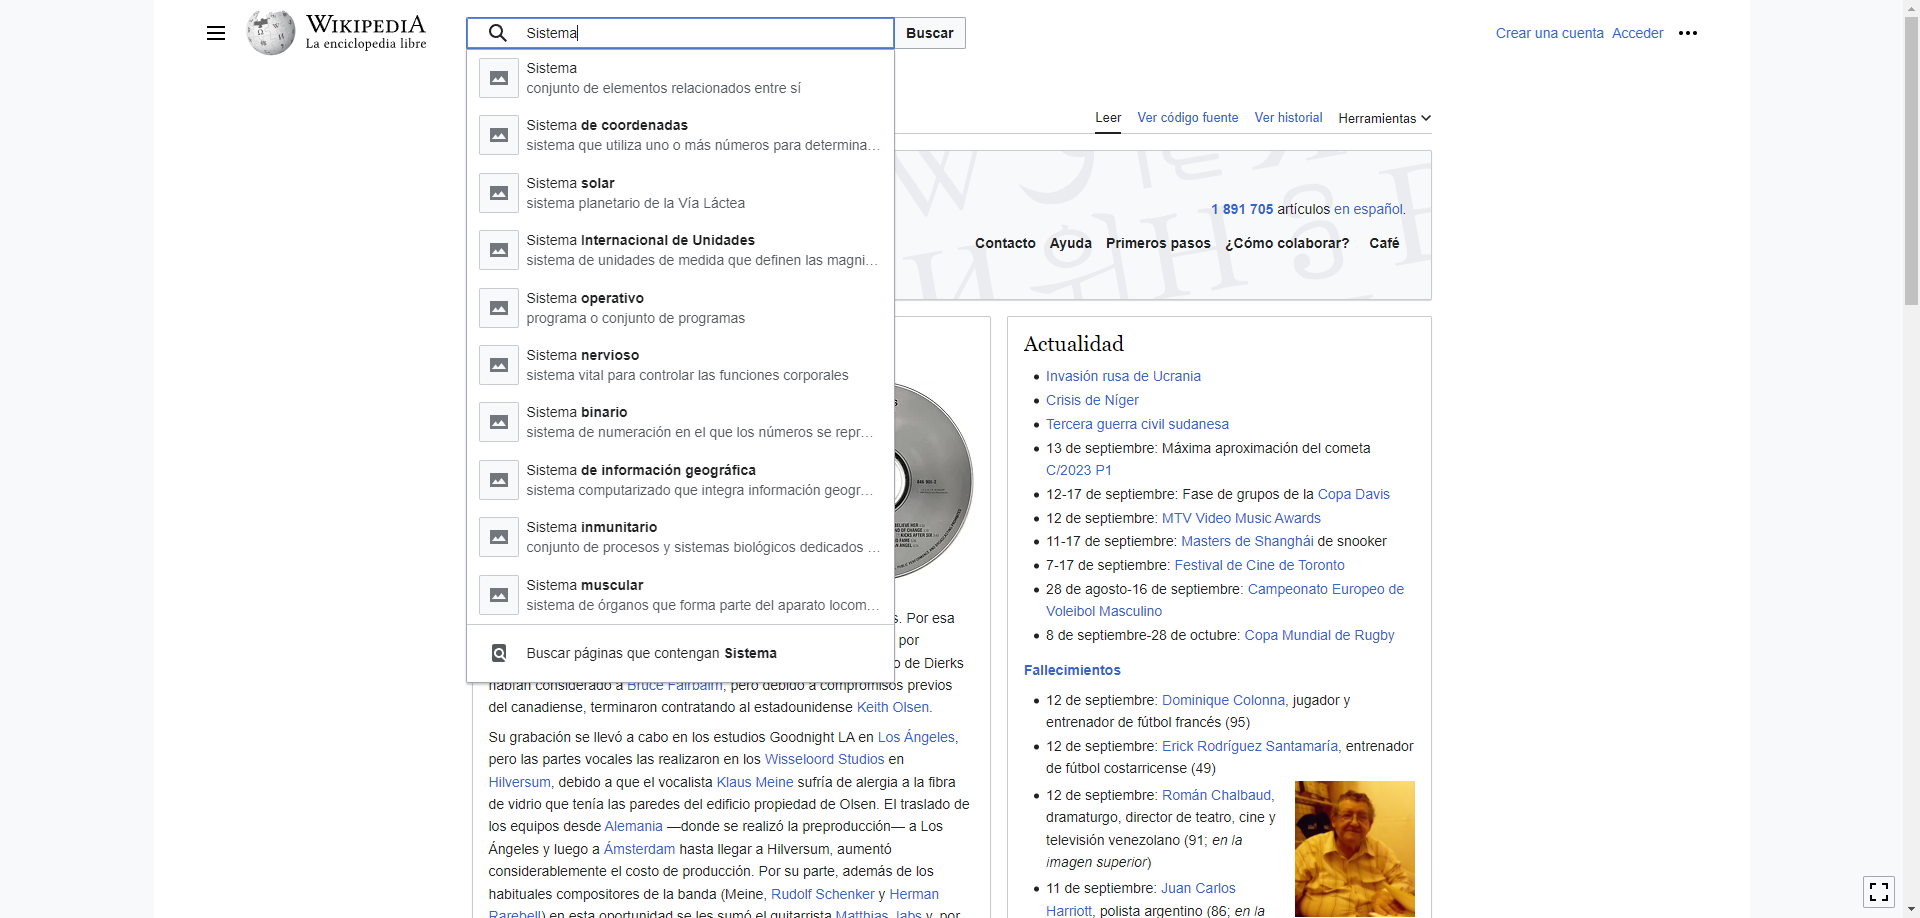 WIKIPEDIA
La enciclopedia libre
Sistema
Buscar
Crear una cuenta Acceder
Sistema
conjunto de elementos relacionados entre sí
Sistema de coordenadas
sistema que utiliza uno o más números para determina…
Sistema solar
sistema planetario de la Vía Láctea
Sistema Internacional de Unidades
sistema de unidades de medida que definen las magni…
Sistema operativo
programa o conjunto de programas
Sistema nervioso
sistema vital para controlar las funciones corporales
Sistema binario
sistema de numeración en el que los números se repr…
Sistema de información geográfica
sistema computarizado que integra información geogr…
Sistema inmunitario
conjunto de procesos y sistemas biológicos dedicados …
Sistema muscular
sistema de órganos que forma parte del aparato locom…
Buscar páginas que contengan Sistema
Leer Ver código fuente Ver historial Herramientas
1 891 705 artículos en español.
Contacto Ayuda Primeros pasos ¿Cómo colaborar? Café
s. Por esa
por
o de Dierks
habían considerado a Bruce Fairbairn, pero debido a compromisos previos
del canadiense, terminaron contratando al estadounidense Keith Olsen.
Su grabación se llevó a cabo en los estudios Goodnight LA en Los Ángeles,
pero las partes vocales las realizaron en los Wisseloord Studios en
Hilversum, debido a que el vocalista Klaus Meine sufría de alergia a la fibra
de vidrio que tenía las paredes del edificio propiedad de Olsen. El traslado de
los equipos desde Alemania —donde se realizó la preproducción— a Los
Ángeles y luego a Ámsterdam hasta llegar a Hilversum, aumentó
considerablemente el costo de producción. Por su parte, además de los
habituales compositores de la banda (Meine, Rudolf Schenker y Herman
Rarebell) en esta oportunidad se les sumó el guitarrista Matthias Jabs y, por
Actualidad
Invasión rusa de Ucrania
Crisis de Níger
Tercera guerra civil sudanesa
13 de septiembre: Máxima aproximación del cometa
C/2023 P1
12-17 de septiembre: Fase de grupos de la Copa Davis
12 de septiembre: MTV Video Music Awards
11-17 de septiembre: Masters de Shanghái de snooker
7-17 de septiembre: Festival de Cine de Toronto
28 de agosto-16 de septiembre: Campeonato Europeo de
Voleibol Masculino
8 de septiembre-28 de octubre: Copa Mundial de Rugby
Fallecimientos
12 de septiembre: Dominique Colonna, jugador y
entrenador de fútbol francés (95)
12 de septiembre: Erick Rodríguez Santamaría, entrenador
de fútbol costarricense (49)
12 de septiembre: Román Chalbaud,
dramaturgo, director de teatro, cine y
televisión venezolano (91; en la
imagen superior)
11 de septiembre: Juan Carlos
Harriott, polista argentino (86; en la